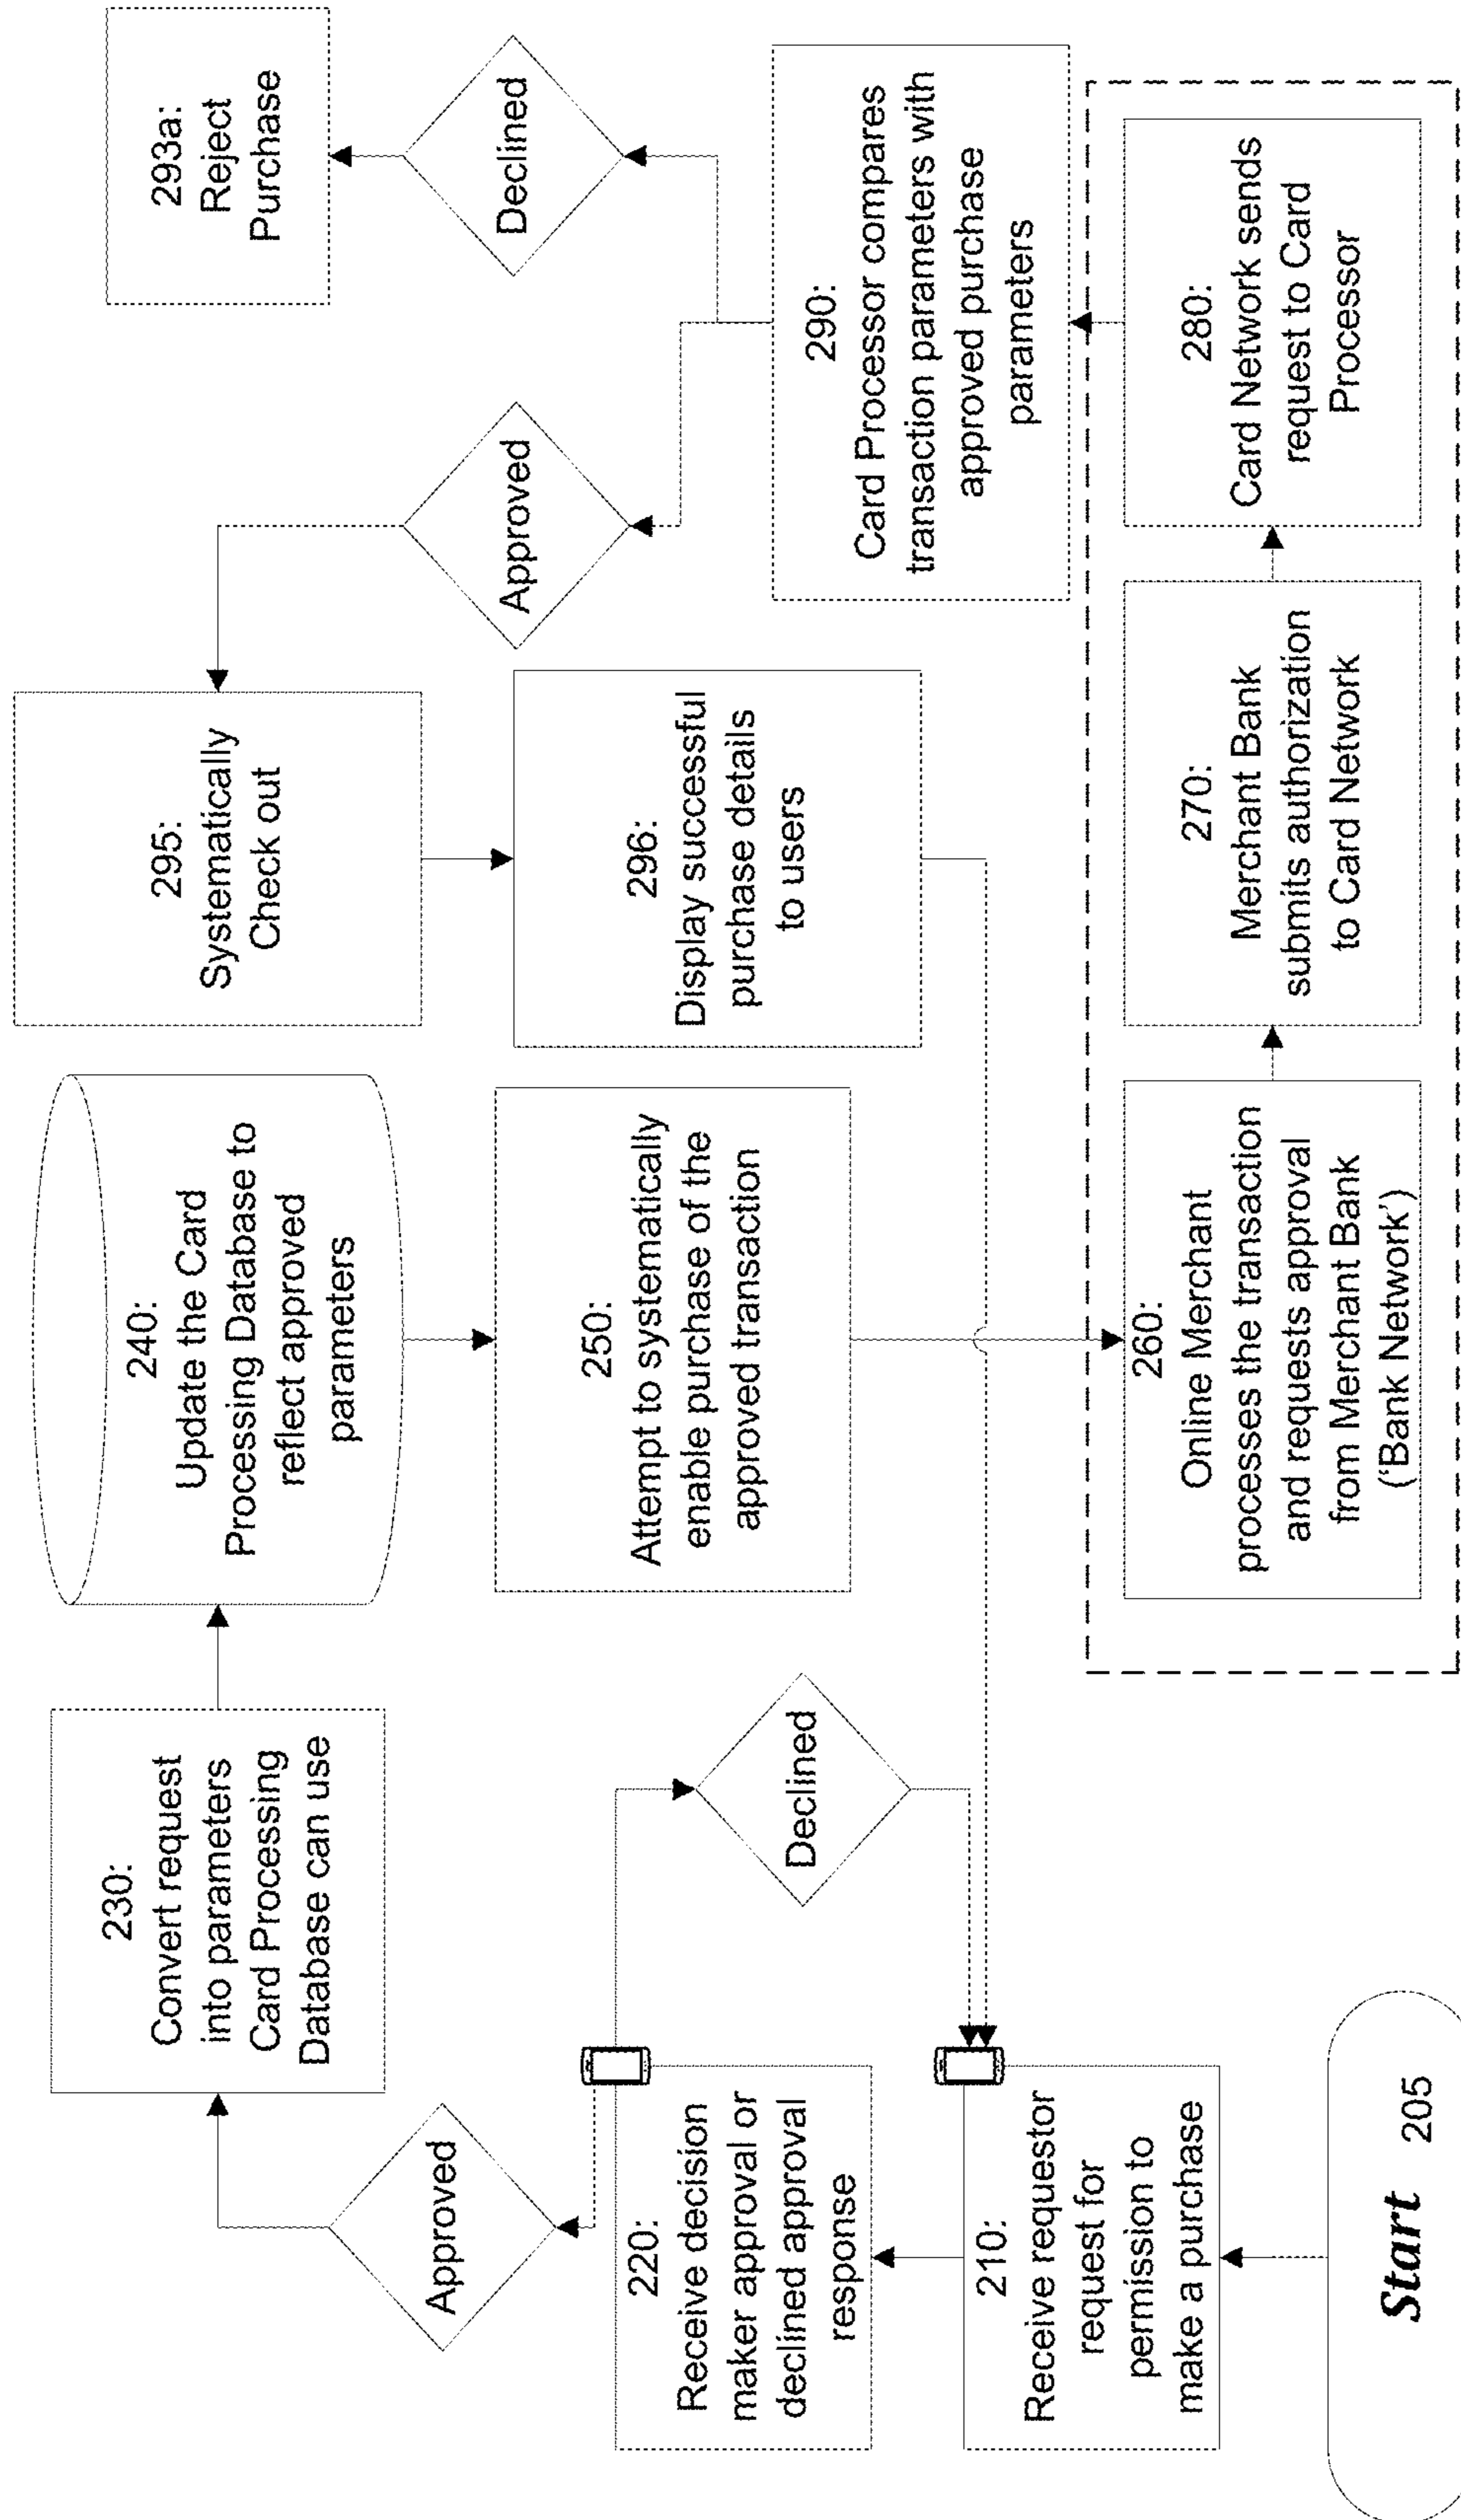 Start 205
210:
Receive requestor
request for
permission to
make a purchase
220:
Receive decision
maker approval or
declined approval
response
Approved
Declined
230:
Convert request
into parameters
Card Processing
Database can use
240:
Update the Card
Processing Database to
reflect approved
parameters
250:
Attempt to systematically
enable purchase of the
approved transaction
260:
Online Merchant
processes the transaction
and requests approval
from Merchant Bank
(‘Bank Network’)
270:
Merchant Bank
submits authorization
to Card Network
280:
Card Network sends
request to Card
Processor
290:
Card Processor compares
transaction parameters with
approved purchase
parameters
Approved
Declined
293a:
Reject
Purchase
295:
Systematically
Check out
296:
Display successful
purchase details
to users